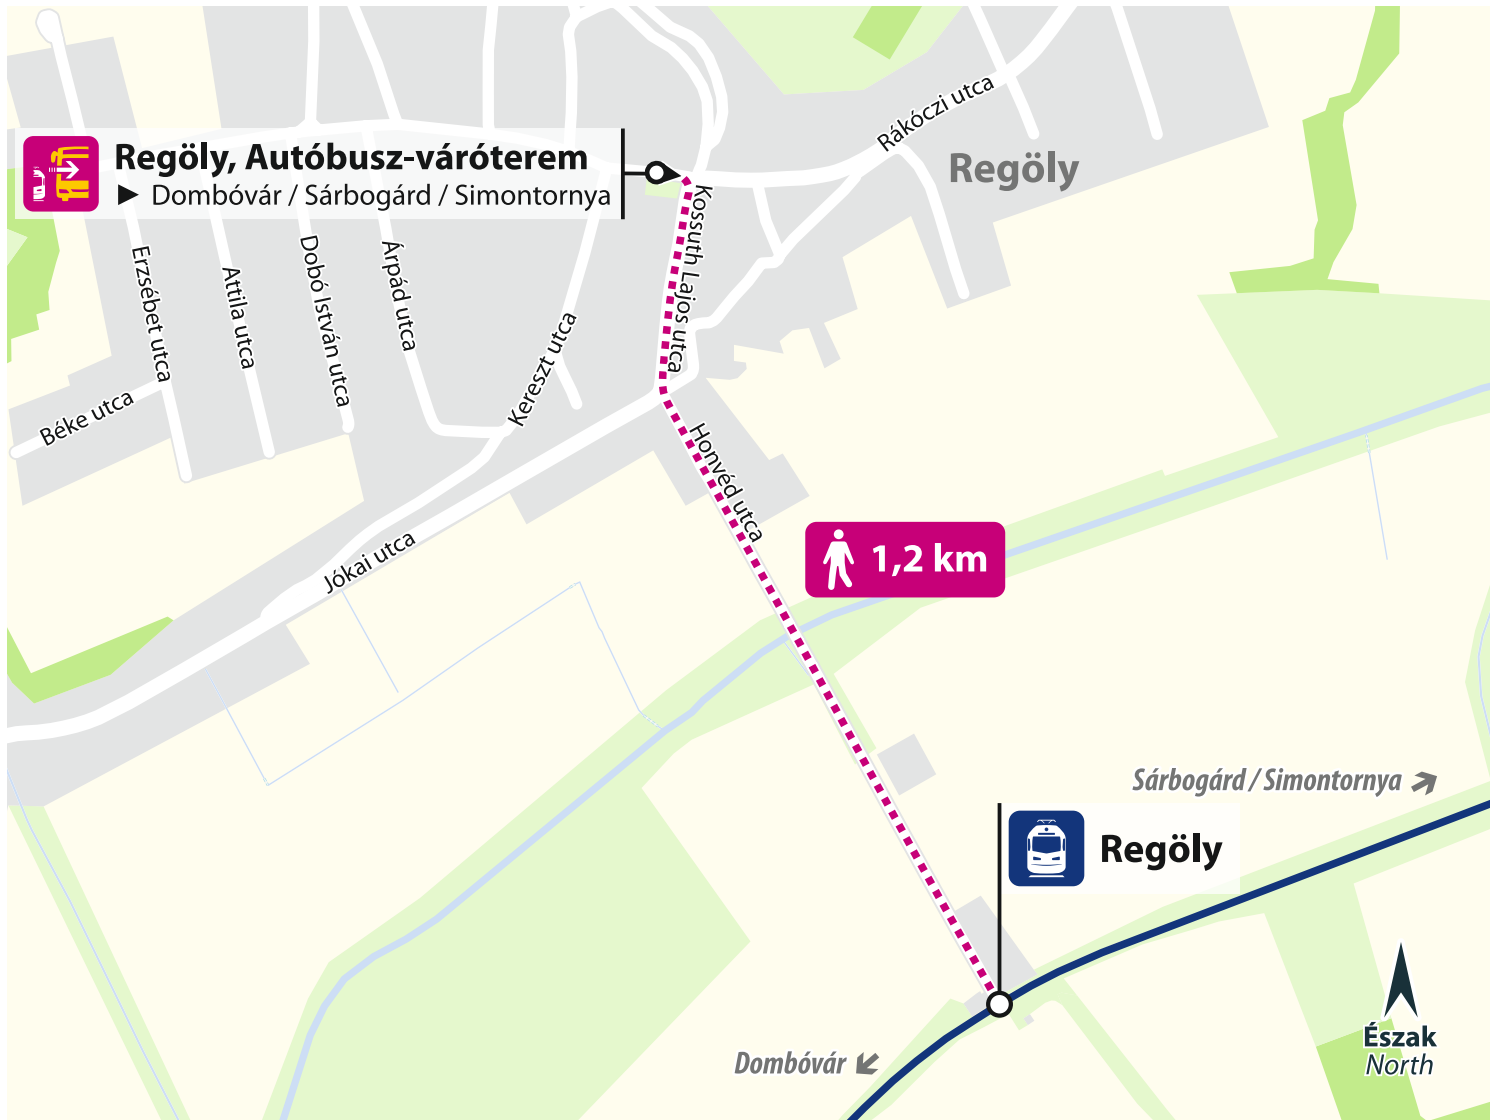 Rákóczi utca
Regöly, Autóbusz-váróterem
► Dombóvár / Sárbogárd / Simontornya
Regöly
Kossuth Lajos utca
Erzsébet utca
Attila utca
Dobó István utca
Árpád utca
Kereszt utca
Béke utca
Honvéd utca
Jókai utca
1,2 km
Sárbogárd / Simontornya
Regöly
Dombóvár
Észak
North